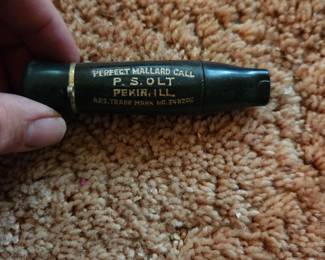 PERFECT MALLARD CALL
P. S. OLT
PEKIN, ILL.
REG. TRADE MARK NO.